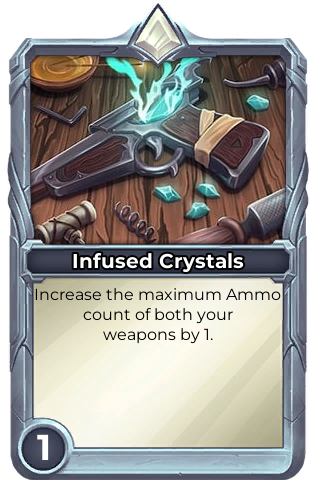 Infused Crystals
Increase the maximum Ammo
count of both your
weapons by 1.
1